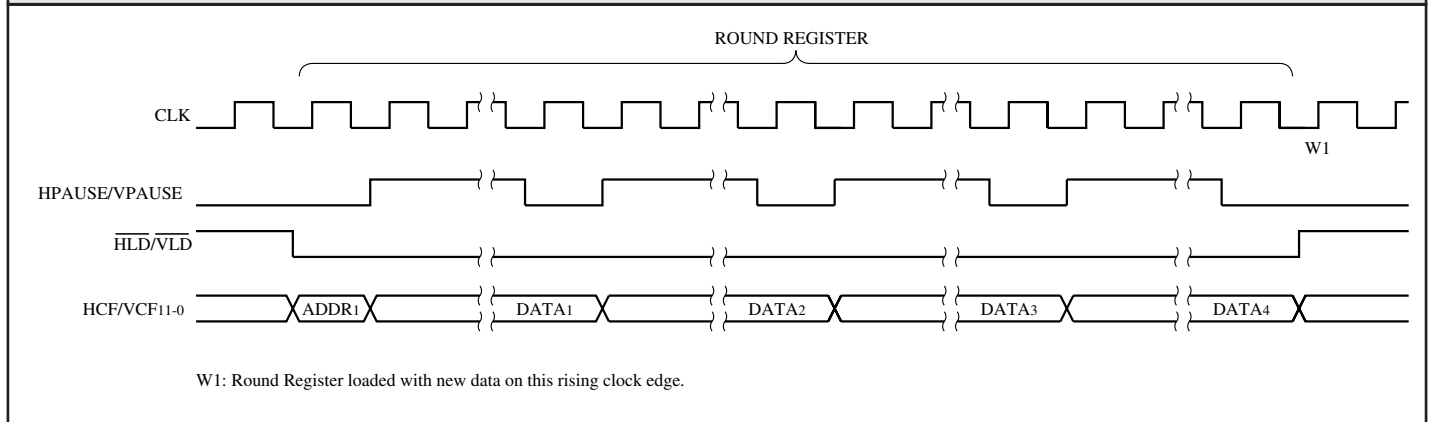 ROUND REGISTER
CLK
W1
HPAUSE/VPAUSE
HLD/VLD
HCF/VCF11-0
ADDR1
DATA1
DATA2
DATA3
DATA4
W1: Round Register loaded with new data on this rising clock edge.